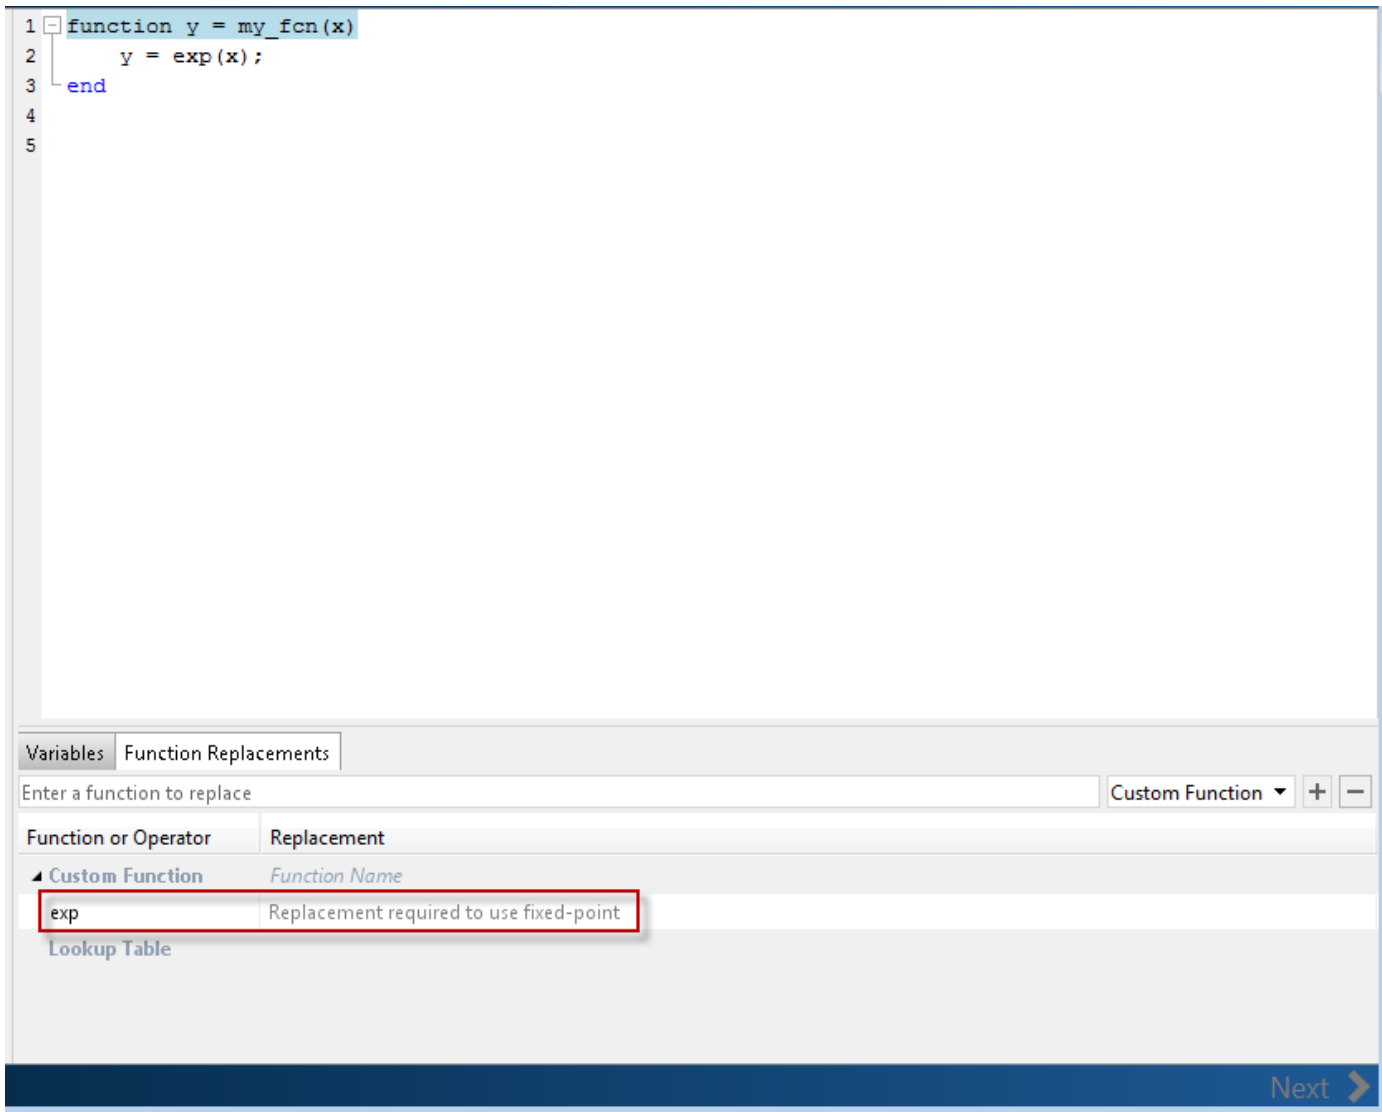 1 function y = my_fcn(x)
2 y = exp(x);
3 end
4
5
Variables Function Replacements
Enter a function to replace Custom Function + −
Function or Operator Replacement
Custom Function Function Name
exp Replacement required to use fixed-point
Lookup Table
Next